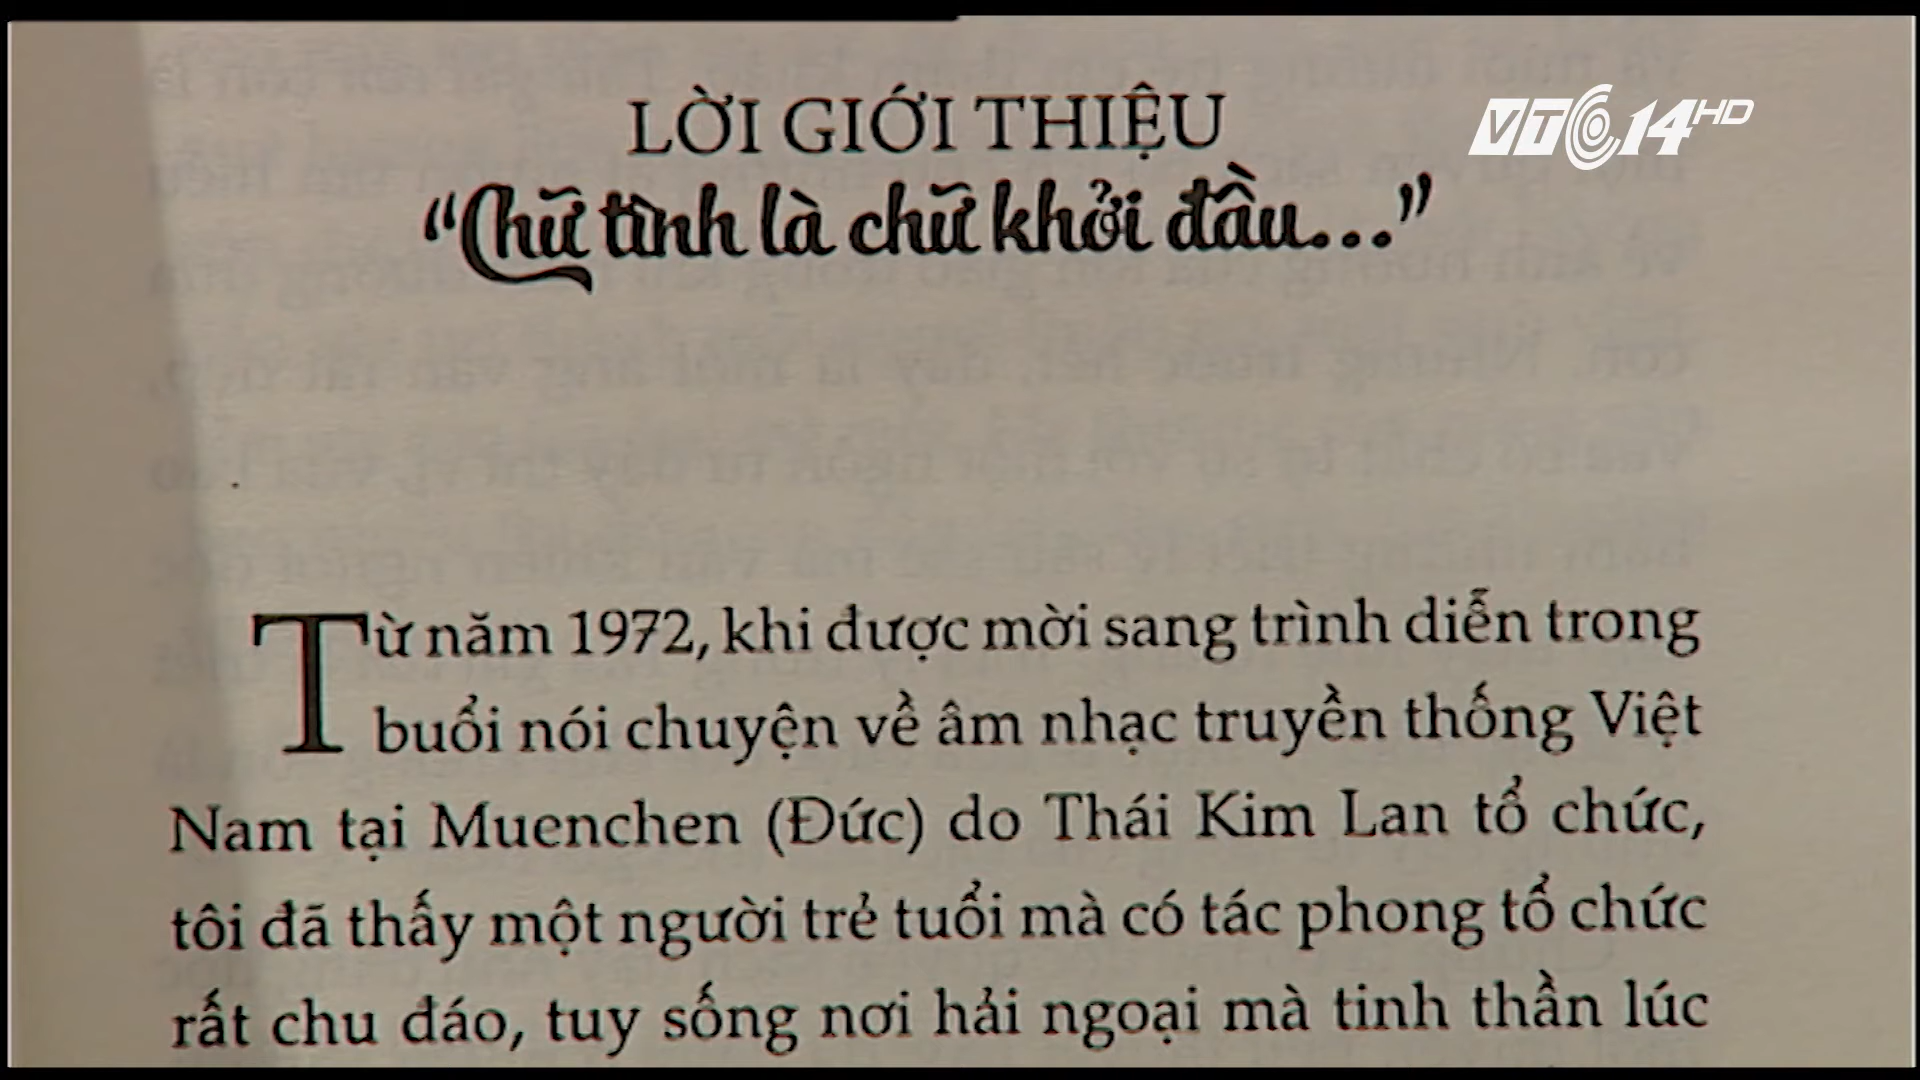 LỜI GIỚI THIỆU
VTC14HD
“Chữ tình là chữ khởi đầu...”
Từ năm 1972, khi được mời sang trình diễn trong
buổi nói chuyện về âm nhạc truyền thống Việt
Nam tại Muenchen (Đức) do Thái Kim Lan tổ chức,
tôi đã thấy một người trẻ tuổi mà có tác phong tổ chức
rất chu đáo, tuy sống nơi hải ngoại mà tinh thần lúc